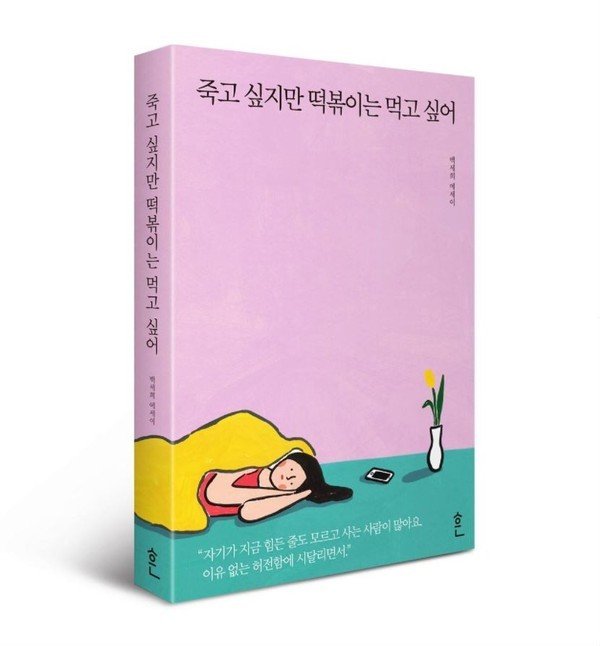 죽고 싶지만 떡볶이는 먹고 싶어
백세희 에세이
죽고 싶지만 떡볶이는 먹고 싶어
백세희 에세이
흔
“자기가 지금 힘든 줄도 모르고 사는 사람이 많아요.
이유 없는 허전함에 시달리면서.”
흔